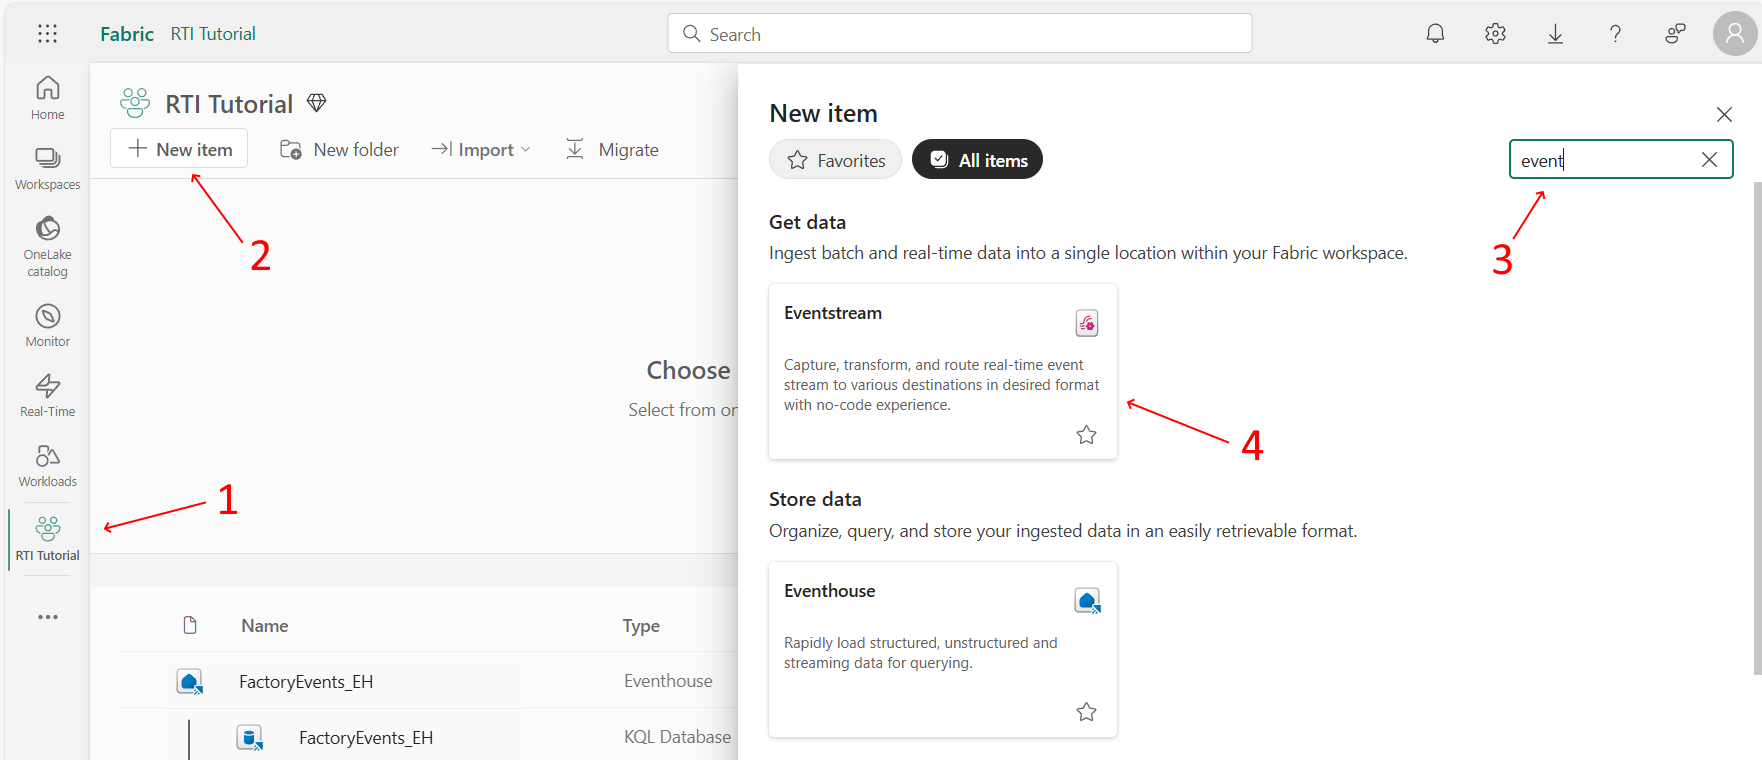 Fabric RTI Tutorial
Search
Home
Workspaces
OneLake
catalog
Monitor
Real-Time
Workloads
RTI Tutorial
RTI Tutorial
New item
New folder
Import
Migrate
2
1
Choose
Select from
Name
Type
FactoryEvents_EH
Eventhouse
FactoryEvents_EH
KQL Database
New item
Favorites
All items
event
3
Get data
Ingest batch and real-time data into a single location within your Fabric workspace.
Eventstream
Capture, transform, and route real-time event
stream to various destinations in desired format
with no-code experience.
4
Store data
Organize, query, and store your ingested data in an easily retrievable format.
Eventhouse
Rapidly load structured, unstructured and
streaming data for querying.